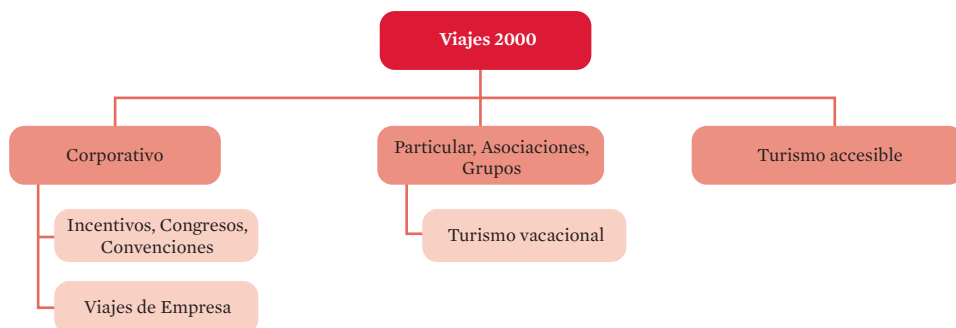 Viajes 2000
Corporativo
Particular, Asociaciones,
Grupos
Turismo accesible
Incentivos, Congresos,
Convenciones
Turismo vacacional
Viajes de Empresa